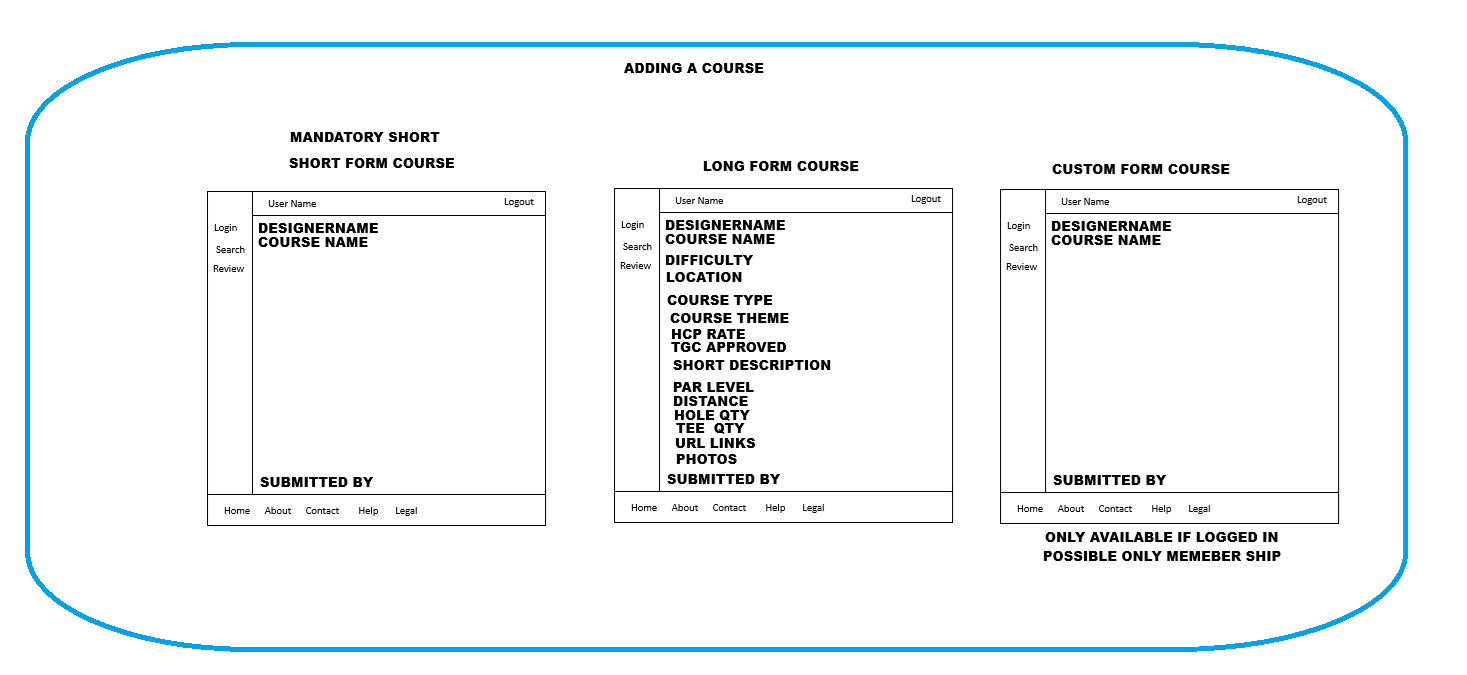 ADDING A COURSE
MANDATORY SHORT
SHORT FORM COURSE
User Name
Logout
Login
Search
Review
DESIGNERNAME
COURSE NAME
SUBMITTED BY
Home About Contact Help Legal
LONG FORM COURSE
User Name
Logout
Login
Search
Review
DESIGNERNAME
COURSE NAME
DIFFICULTY
LOCATION
COURSE TYPE
COURSE THEME
HCP RATE
TGC APPROVED
SHORT DESCRIPTION
PAR LEVEL
DISTANCE
HOLE QTY
TEE QTY
URL LINKS
PHOTOS
SUBMITTED BY
Home About Contact Help Legal
CUSTOM FORM COURSE
User Name
Logout
Login
Search
Review
DESIGNERNAME
COURSE NAME
SUBMITTED BY
Home About Contact Help Legal
ONLY AVAILABLE IF LOGGED IN
POSSIBLE ONLY MEMEBER SHIP